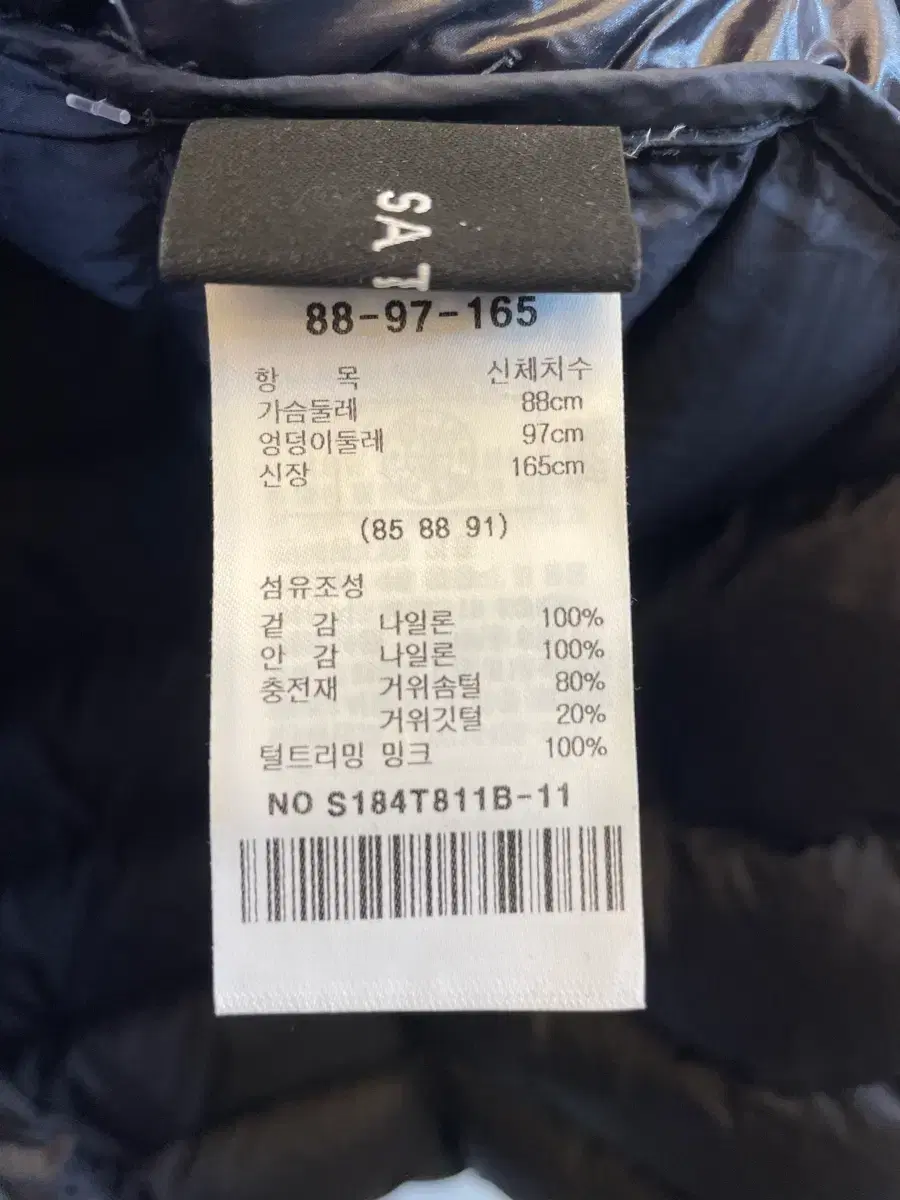 SAT
88-97-165
항 목 신체치수
가슴둘레 88cm
엉덩이둘레 97cm
신장 165cm
(85 88 91)
섬유조성
겉 감 나일론 100%
안 감 나일론 100%
충전재 거위솜털 80%
거위깃털 20%
털트리밍 밍크 100%
NO S184T811B-11